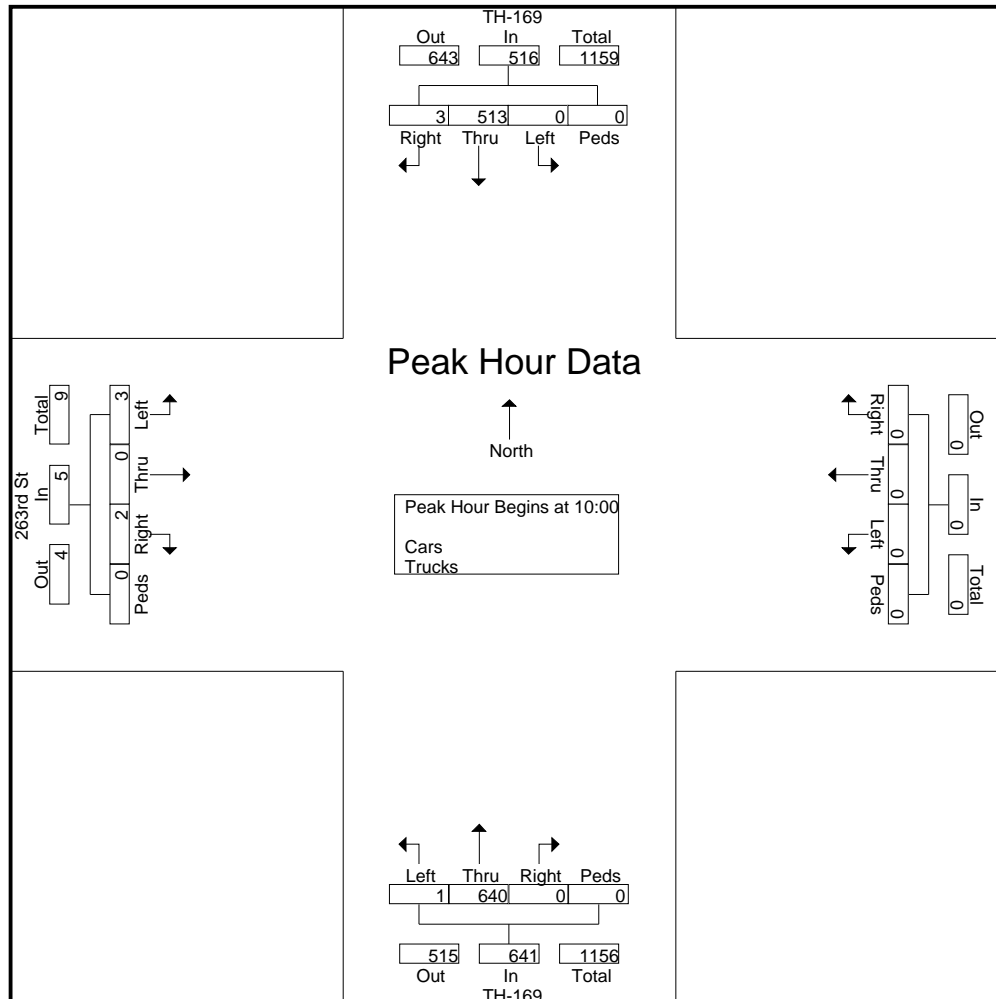 TH-169
Out In Total
643 516 1159
3 513 0 0
Right Thru Left Peds
Peak Hour Data
North
Peak Hour Begins at 10:00
Cars
Trucks
263rd St
Total In Out
9 5 4
3 0 2 0
Left Thru Right Peds
Right Thru Left Peds
0 0 0 0
Out In Total
0 0 0
Left Thru Right Peds
1 640 0 0
515 641 1156
Out In Total
TH-169